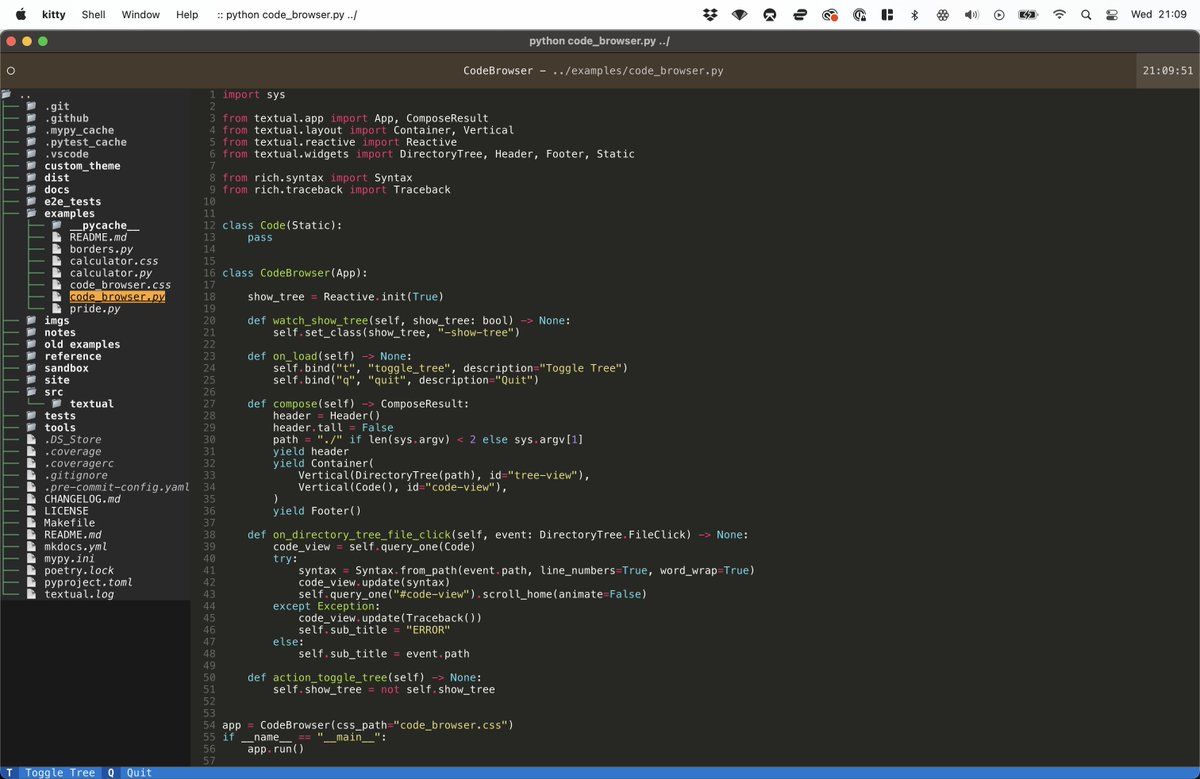 kitty Shell Window Help :: python code_browser.py ../ Wed 21:09
python code_browser.py ../
CodeBrowser — ../examples/code_browser.py 21:09:51
..
.git
.github
.mypy_cache
.pytest_cache
.vscode
custom_theme
dist
docs
e2e_tests
examples
__pycache__
README.md
borders.py
calculator.css
calculator.py
code_browser.css
code_browser.py
pride.py
imgs
notes
old examples
reference
sandbox
site
src
textual
tests
tools
.DS_Store
.coverage
.coveragerc
.gitignore
.pre-commit-config.yaml
CHANGELOG.md
LICENSE
Makefile
README.md
mkdocs.yml
mypy.ini
poetry.lock
pyproject.toml
textual.log
1 import sys
2
3 from textual.app import App, ComposeResult
4 from textual.layout import Container, Vertical
5 from textual.reactive import Reactive
6 from textual.widgets import DirectoryTree, Header, Footer, Static
7
8 from rich.syntax import Syntax
9 from rich.traceback import Traceback
10
11
12 class Code(Static):
13     pass
14
15
16 class CodeBrowser(App):
17
18     show_tree = Reactive.init(True)
19
20     def watch_show_tree(self, show_tree: bool) -> None:
21         self.set_class(show_tree, "-show-tree")
22
23     def on_load(self) -> None:
24         self.bind("t", "toggle_tree", description="Toggle Tree")
25         self.bind("q", "quit", description="Quit")
26
27     def compose(self) -> ComposeResult:
28         header = Header()
29         header.tall = False
30         path = "./" if len(sys.argv) < 2 else sys.argv[1]
31         yield header
32         yield Container(
33             Vertical(DirectoryTree(path), id="tree-view"),
34             Vertical(Code(), id="code-view"),
35         )
36         yield Footer()
37
38     def on_directory_tree_file_click(self, event: DirectoryTree.FileClick) -> None:
39         code_view = self.query_one(Code)
40         try:
41             syntax = Syntax.from_path(event.path, line_numbers=True, word_wrap=True)
42             code_view.update(syntax)
43             self.query_one("#code-view").scroll_home(animate=False)
44         except Exception:
45             code_view.update(Traceback())
46             self.sub_title = "ERROR"
47         else:
48             self.sub_title = event.path
49
50     def action_toggle_tree(self) -> None:
51         self.show_tree = not self.show_tree
52
53
54 app = CodeBrowser(css_path="code_browser.css")
55 if __name__ == "__main__":
56     app.run()
57
T Toggle Tree Q Quit